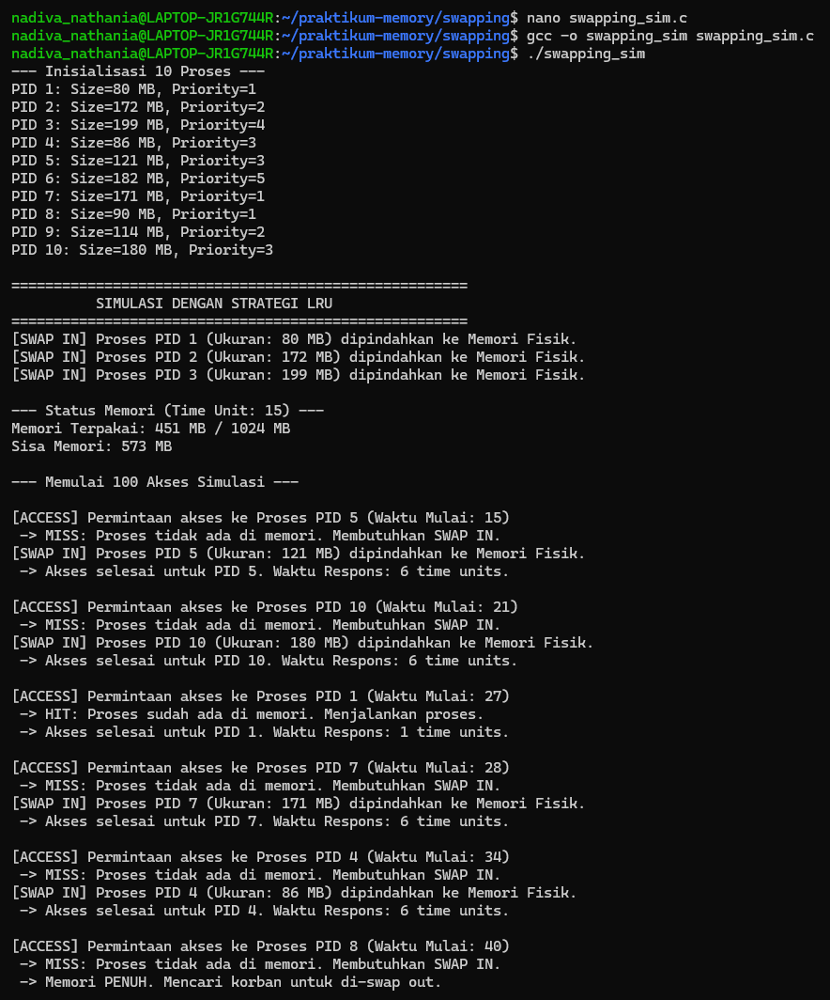 nadiva_nathania@LAPTOP-JR1G744R:~/praktikum-memory/swapping$ nano swapping_sim.c
nadiva_nathania@LAPTOP-JR1G744R:~/praktikum-memory/swapping$ gcc -o swapping_sim swapping_sim.c
nadiva_nathania@LAPTOP-JR1G744R:~/praktikum-memory/swapping$ ./swapping_sim
--- Inisialisasi 10 Proses ---
PID 1: Size=80 MB, Priority=1
PID 2: Size=172 MB, Priority=2
PID 3: Size=199 MB, Priority=4
PID 4: Size=86 MB, Priority=3
PID 5: Size=121 MB, Priority=3
PID 6: Size=182 MB, Priority=5
PID 7: Size=171 MB, Priority=1
PID 8: Size=90 MB, Priority=1
PID 9: Size=114 MB, Priority=2
PID 10: Size=180 MB, Priority=3

======================================================
          SIMULASI DENGAN STRATEGI LRU
======================================================
[SWAP IN] Proses PID 1 (Ukuran: 80 MB) dipindahkan ke Memori Fisik.
[SWAP IN] Proses PID 2 (Ukuran: 172 MB) dipindahkan ke Memori Fisik.
[SWAP IN] Proses PID 3 (Ukuran: 199 MB) dipindahkan ke Memori Fisik.

--- Status Memori (Time Unit: 15) ---
Memori Terpakai: 451 MB / 1024 MB
Sisa Memori: 573 MB

--- Memulai 100 Akses Simulasi ---

[ACCESS] Permintaan akses ke Proses PID 5 (Waktu Mulai: 15)
 -> MISS: Proses tidak ada di memori. Membutuhkan SWAP IN.
[SWAP IN] Proses PID 5 (Ukuran: 121 MB) dipindahkan ke Memori Fisik.
 -> Akses selesai untuk PID 5. Waktu Respons: 6 time units.

[ACCESS] Permintaan akses ke Proses PID 10 (Waktu Mulai: 21)
 -> MISS: Proses tidak ada di memori. Membutuhkan SWAP IN.
[SWAP IN] Proses PID 10 (Ukuran: 180 MB) dipindahkan ke Memori Fisik.
 -> Akses selesai untuk PID 10. Waktu Respons: 6 time units.

[ACCESS] Permintaan akses ke Proses PID 1 (Waktu Mulai: 27)
 -> HIT: Proses sudah ada di memori. Menjalankan proses.
 -> Akses selesai untuk PID 1. Waktu Respons: 1 time units.

[ACCESS] Permintaan akses ke Proses PID 7 (Waktu Mulai: 28)
 -> MISS: Proses tidak ada di memori. Membutuhkan SWAP IN.
[SWAP IN] Proses PID 7 (Ukuran: 171 MB) dipindahkan ke Memori Fisik.
 -> Akses selesai untuk PID 7. Waktu Respons: 6 time units.

[ACCESS] Permintaan akses ke Proses PID 4 (Waktu Mulai: 34)
 -> MISS: Proses tidak ada di memori. Membutuhkan SWAP IN.
[SWAP IN] Proses PID 4 (Ukuran: 86 MB) dipindahkan ke Memori Fisik.
 -> Akses selesai untuk PID 4. Waktu Respons: 6 time units.

[ACCESS] Permintaan akses ke Proses PID 8 (Waktu Mulai: 40)
 -> MISS: Proses tidak ada di memori. Membutuhkan SWAP IN.
 -> Memori PENUH. Mencari korban untuk di-swap out.